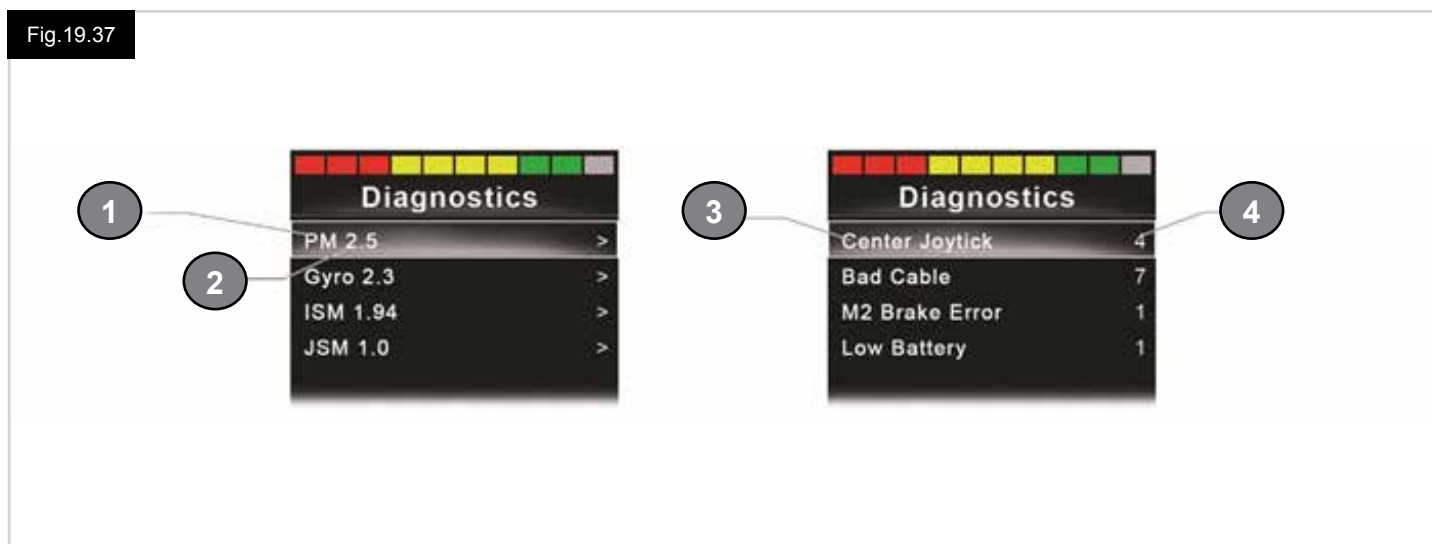 Fig.19.37
Diagnostics
1
PM 2.5 >
2
Gyro 2.3 >
ISM 1.94 >
JSM 1.0 >
Diagnostics
3
4
Center Joytick 4
Bad Cable 7
M2 Brake Error 1
Low Battery 1